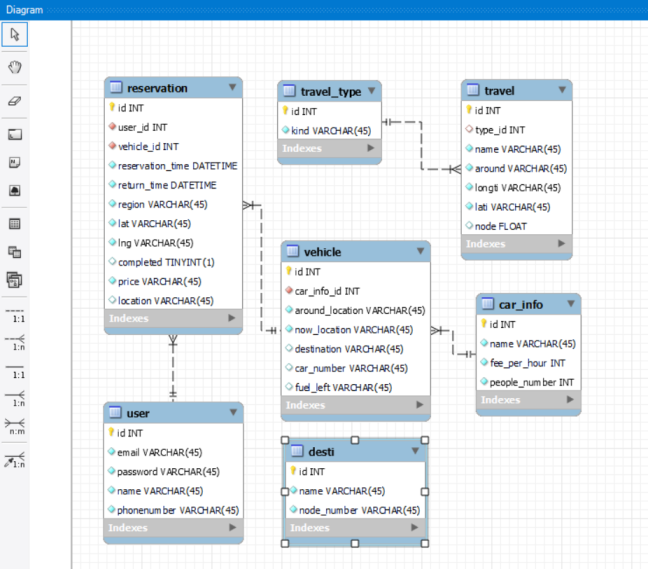 Diagram
reservation
id INT
user_id INT
vehicle_id INT
reservation_time DATETIME
return_time DATETIME
region VARCHAR(45)
lat VARCHAR(45)
lng VARCHAR(45)
completed TINYINT(1)
price VARCHAR(45)
location VARCHAR(45)
Indexes
travel_type
id INT
kind VARCHAR(45)
Indexes
travel
id INT
type_id INT
name VARCHAR(45)
around VARCHAR(45)
longti VARCHAR(45)
lati VARCHAR(45)
node FLOAT
Indexes
vehicle
id INT
car_info_id INT
around_location VARCHAR(45)
now_location VARCHAR(45)
destination VARCHAR(45)
car_number VARCHAR(45)
fuel_left VARCHAR(45)
Indexes
car_info
id INT
name VARCHAR(45)
fee_per_hour INT
people_number INT
Indexes
user
id INT
email VARCHAR(45)
password VARCHAR(45)
name VARCHAR(45)
phonenumber VARCHAR(45)
Indexes
desti
id INT
name VARCHAR(45)
node_number VARCHAR(45)
Indexes
1:1
1:n
1:1
1:n
n:m
1:n